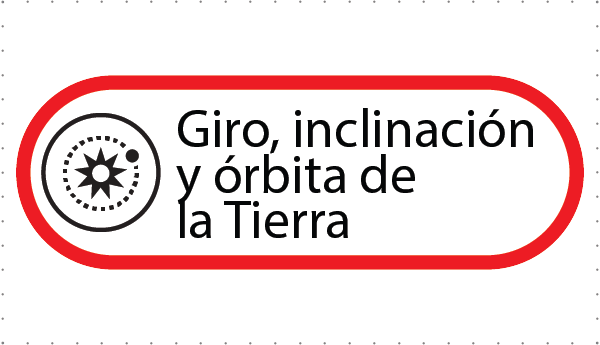 Giro, inclinación
y órbita de
la Tierra